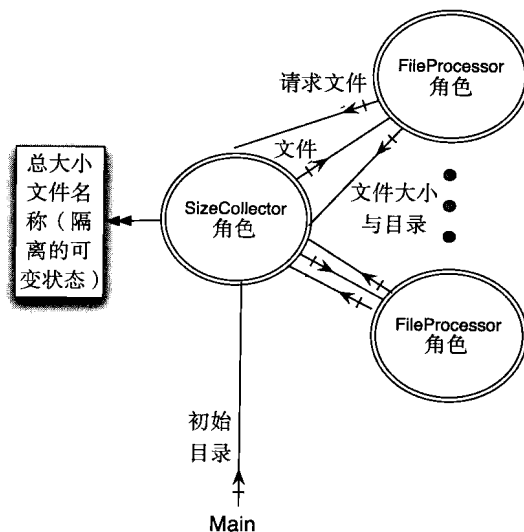 FileProcessor
角色
请求文件
文件
总大小
文件名
称（隔
离的可
变状态）
SizeCollector
角色
文件大小
与目录
FileProcessor
角色
初始
目录
Main